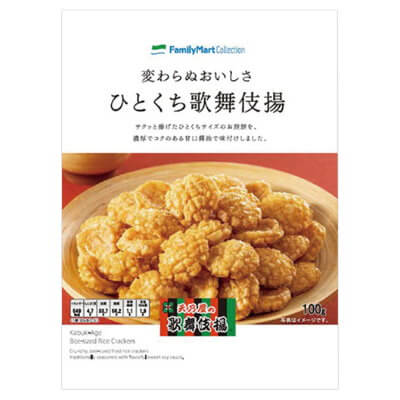 FamilyMart Collection
変わらぬおいしさ
ひとくち歌舞伎揚
サクッと揚げたひとくちサイズのお煎餅を、
濃厚でコクのある甘口醤油で味付けしました。
天乃屋の
歌舞伎揚
100g
写真はイメージです。
Kabuki-Age
Bite-sized Rice Crackers